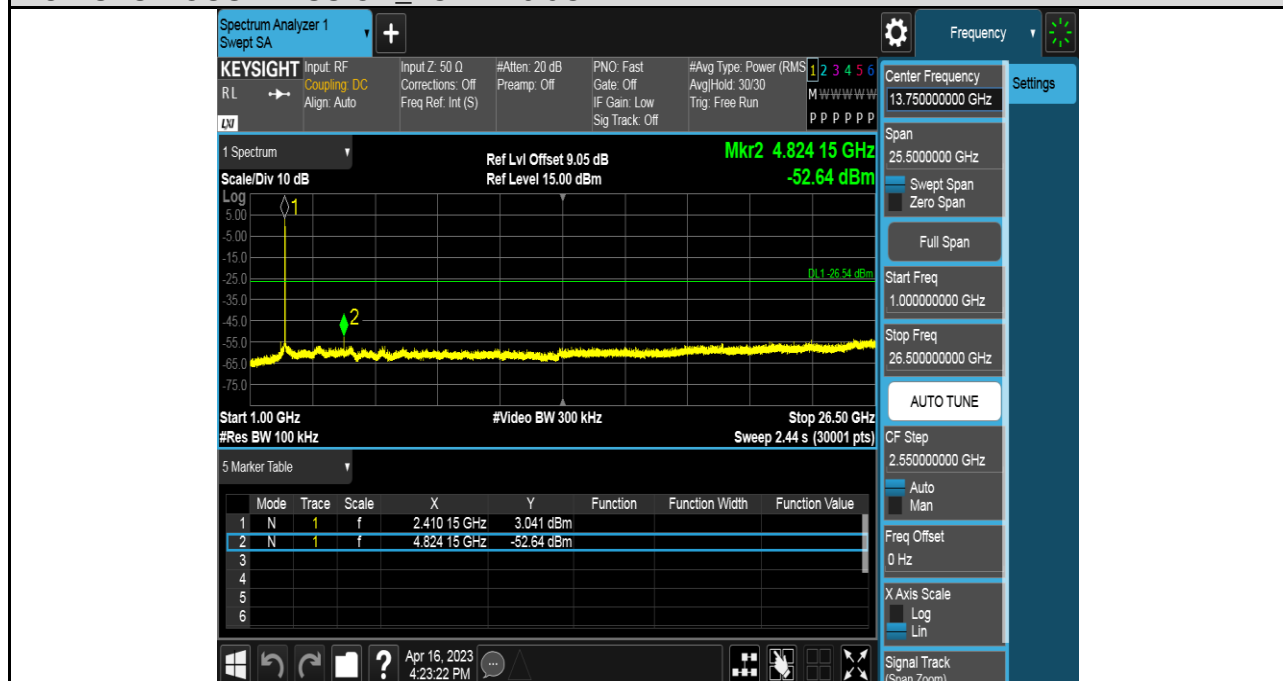 Spectrum Analyzer 1
Swept SA
+
Frequency
KEYSIGHT
RL
LXI
Input: RF
Coupling: DC
Align: Auto
Input Z: 50 Ω
Corrections: Off
Freq Ref: Int (S)
#Atten: 20 dB
Preamp: Off
PNO: Fast
Gate: Off
IF Gain: Low
Sig Track: Off
#Avg Type: Power (RMS
Avg|Hold: 30/30
Trig: Free Run
1 2 3 4 5 6
M W W W W W
P P P P P P
Center Frequency
13.750000000 GHz
Settings
Span
25.5000000 GHz
Swept Span
Zero Span
Full Span
Start Freq
1.000000000 GHz
Stop Freq
26.500000000 GHz
AUTO TUNE
CF Step
2.550000000 GHz
Auto
Man
Freq Offset
0 Hz
X Axis Scale
Log
Lin
Signal Track
(Span Zoom)
1 Spectrum
Scale/Div 10 dB
Ref Lvl Offset 9.05 dB
Ref Level 15.00 dBm
Mkr2 4.824 15 GHz
-52.64 dBm
Log
5.00
-5.00
-15.0
-25.0
-35.0
-45.0
-55.0
-65.0
-75.0
1
2
DL1 -26.54 dBm
Start 1.00 GHz #Video BW 300 kHz Stop 26.50 GHz
#Res BW 100 kHz Sweep 2.44 s (30001 pts)
5 Marker Table
Mode Trace Scale X Y Function Function Width Function Value
1 N 1 f 2.410 15 GHz 3.041 dBm
2 N 1 f 4.824 15 GHz -52.64 dBm
3
4
5
6
?
Apr 16, 2023
4:23:22 PM